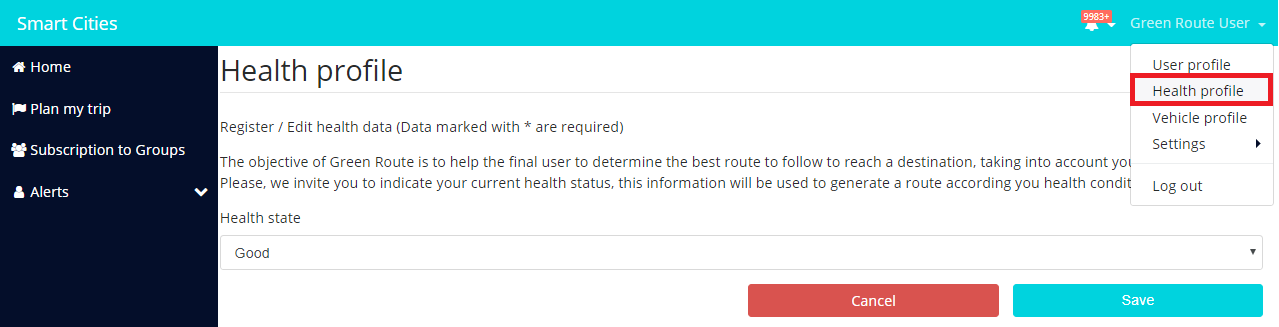 Smart Cities
9983+
Green Route User
Home
Plan my trip
Subscription to Groups
Alerts
Health profile
Register / Edit health data (Data marked with * are required)
The objective of Green Route is to help the final user to determine the best route to follow to reach a destination, taking into account you
Please, we invite you to indicate your current health status, this information will be used to generate a route according you health condit
Health state
Good
Cancel
Save
User profile
Health profile
Vehicle profile
Settings
Log out